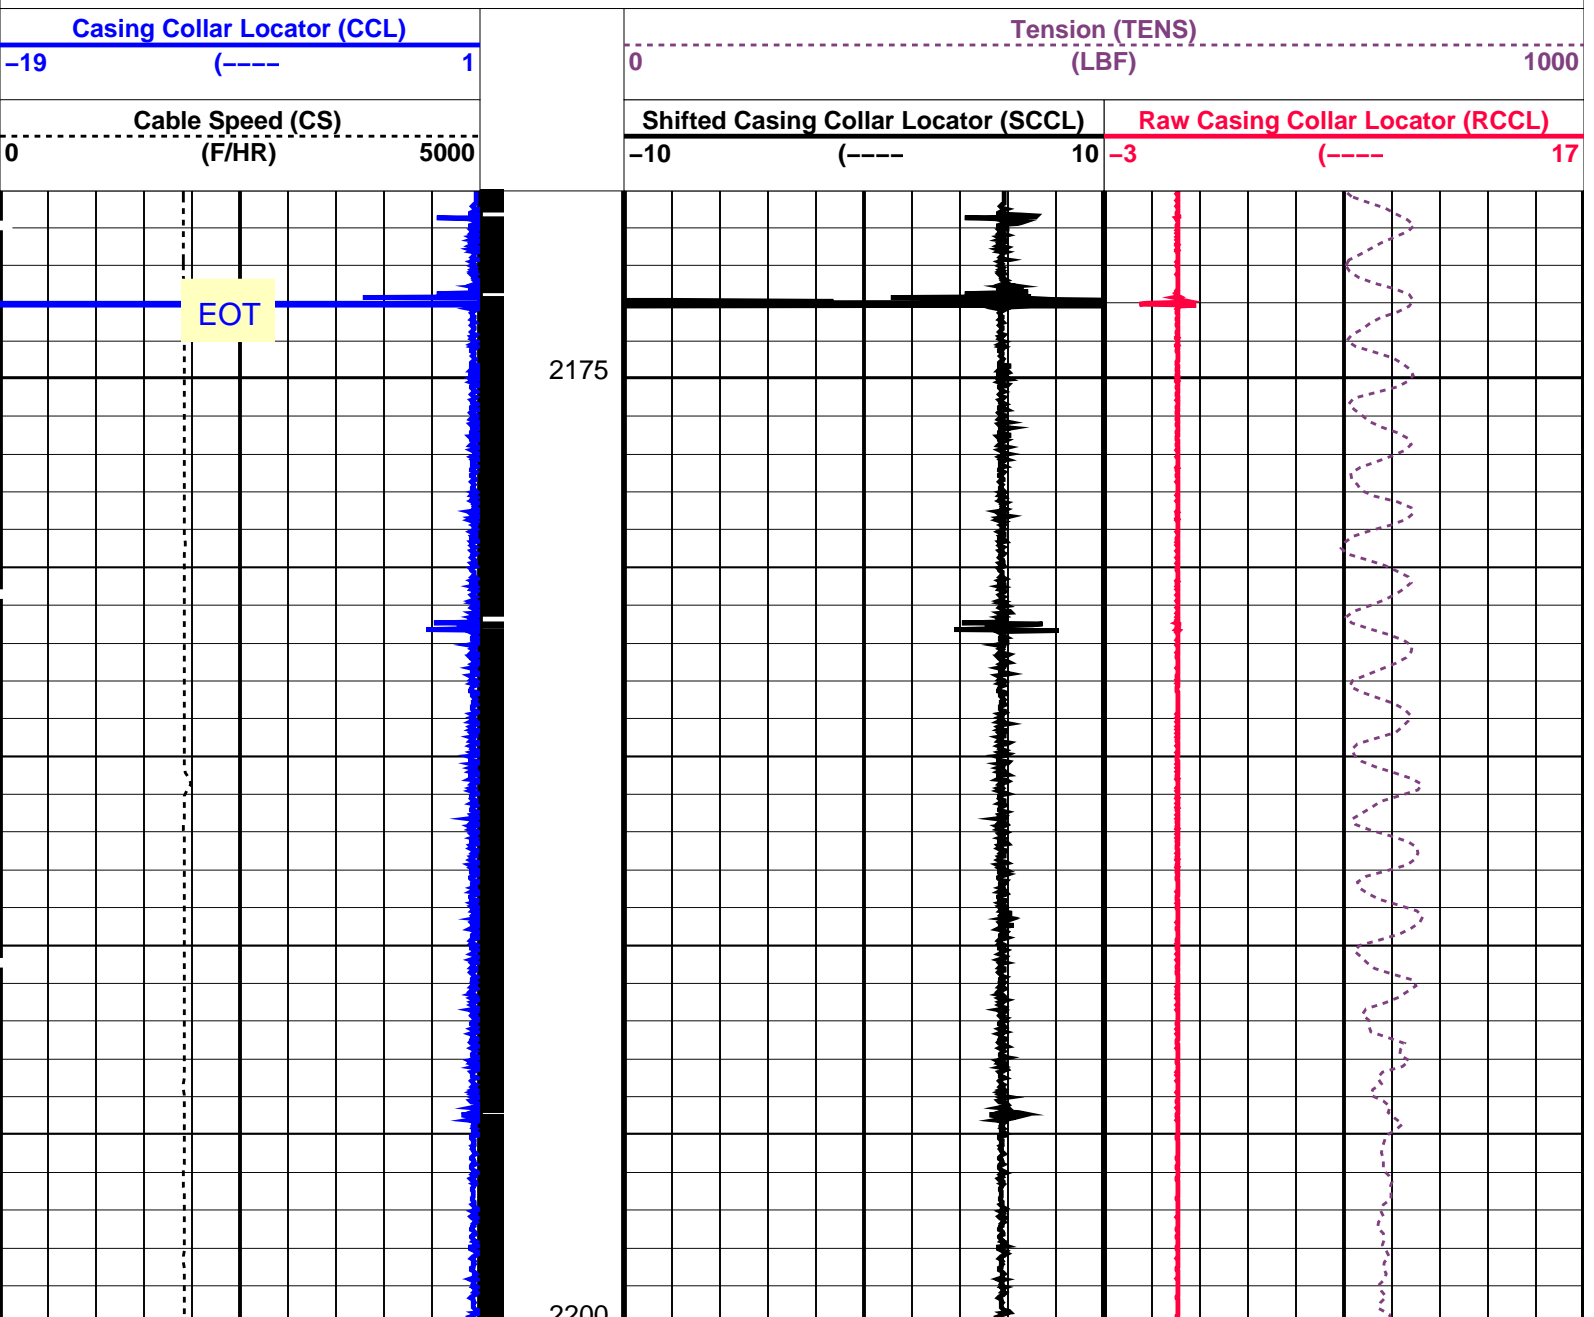 Casing Collar Locator (CCL)
–19 (–––– 1
Tension (TENS)
0 (LBF) 1000
Cable Speed (CS)
0 (F/HR) 5000
Shifted Casing Collar Locator (SCCL)
–10 (–––– 10
Raw Casing Collar Locator (RCCL)
–3 (–––– 17
EOT
2175
2200